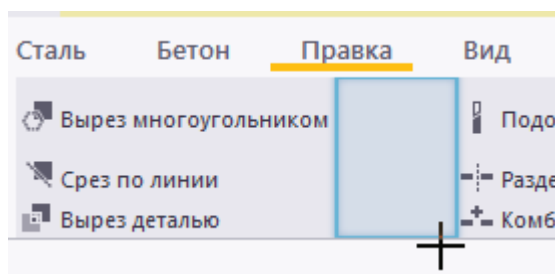 Сталь Бетон Правка Вид
Вырез многоугольником
Срез по линии
Вырез деталью